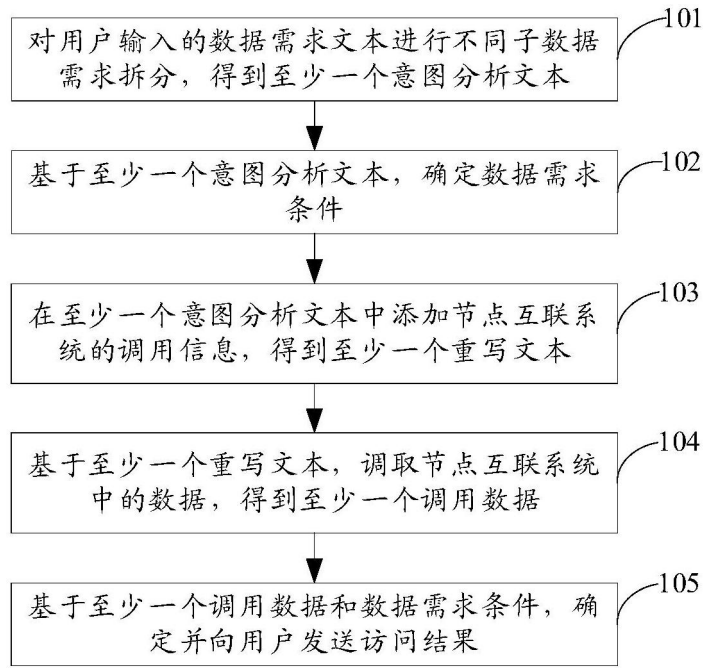 对用户输入的数据需求文本进行不同子数据
需求拆分，得到至少一个意图分析文本
101
基于至少一个意图分析文本，确定数据需求
条件
102
在至少一个意图分析文本中添加节点互联系
统的调用信息，得到至少一个重写文本
103
基于至少一个重写文本，调取节点互联系统
中的数据，得到至少一个调用数据
104
基于至少一个调用数据和数据需求条件，确
定并向用户发送访问结果
105